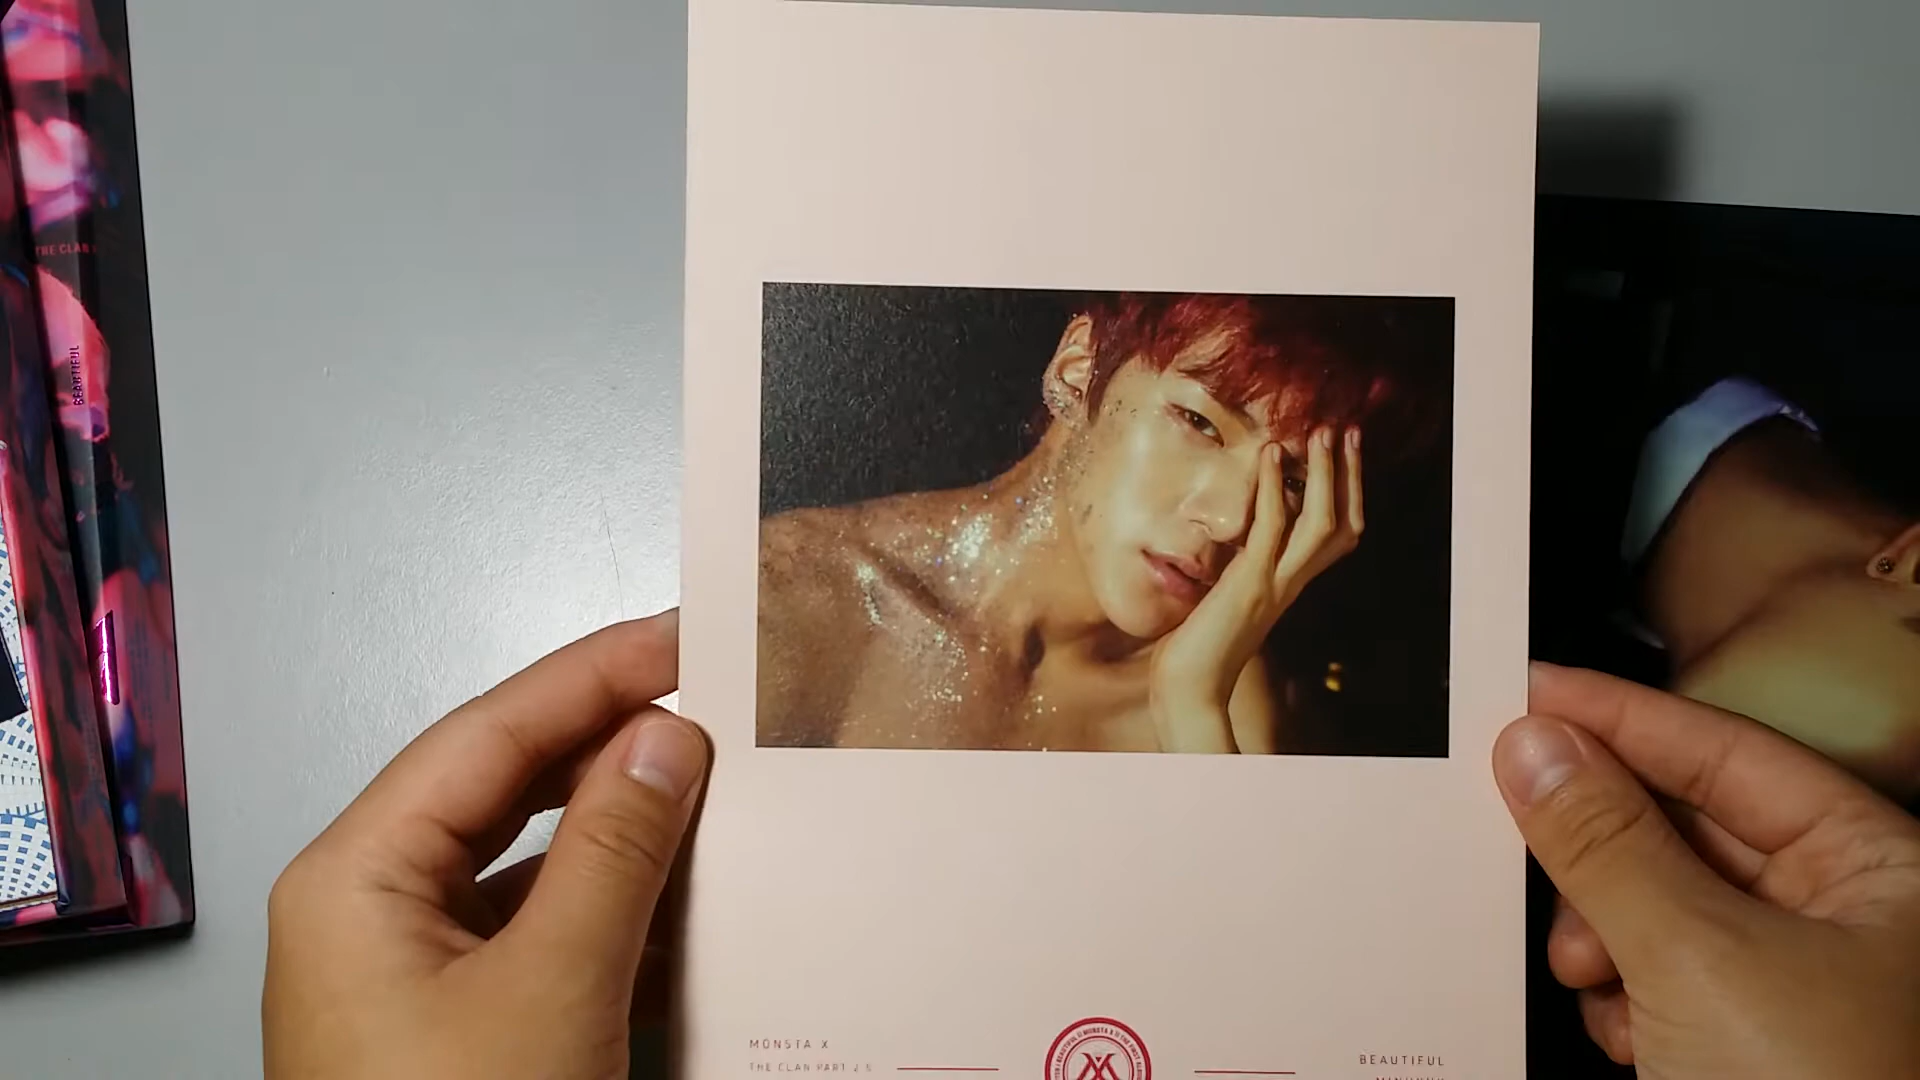 THE CLAN
BEAUTIFUL
MONSTA X
THE CLAN PART 2.5
BEAUTIFUL